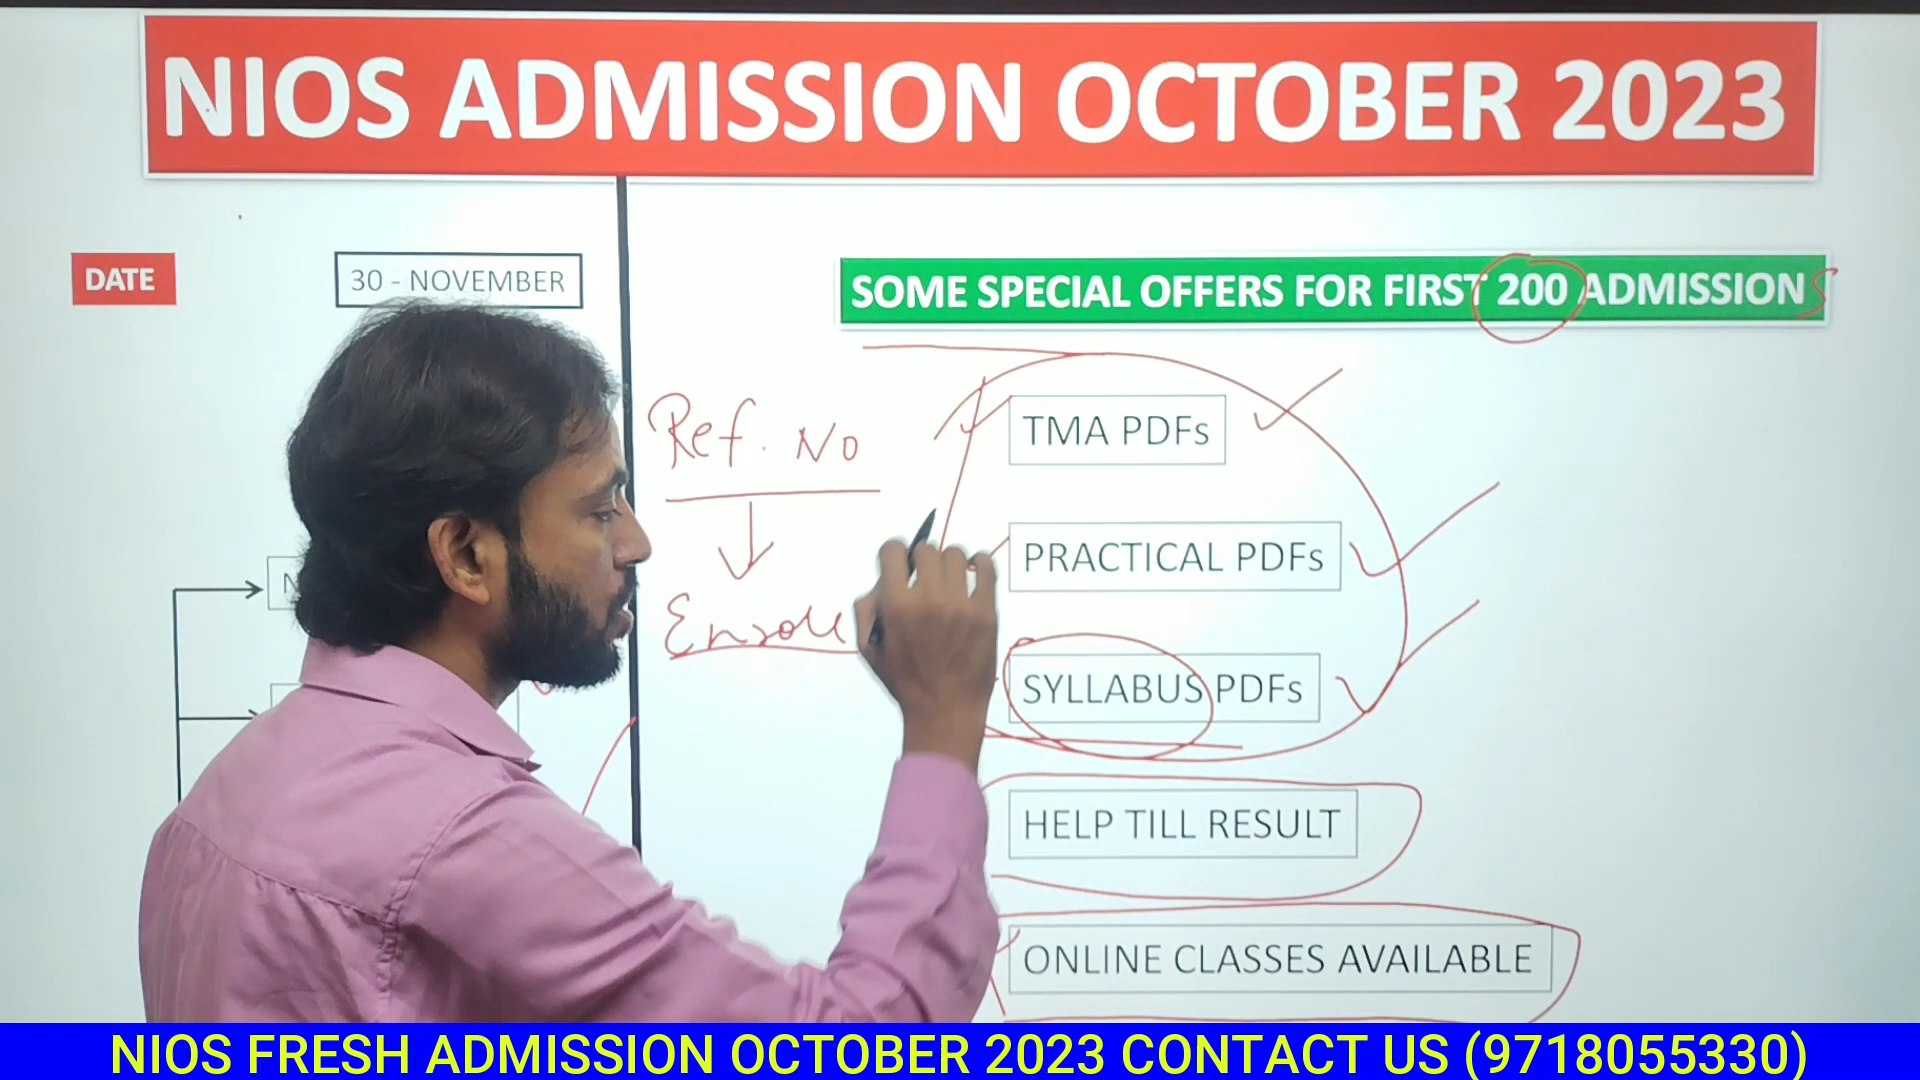 NIOS ADMISSION OCTOBER 2023
DATE
30 - NOVEMBER
SOME SPECIAL OFFERS FOR FIRST 200 ADMISSIONS
Ref. No
TMA PDFs
PRACTICAL PDFs
Enroll
SYLLABUS PDFs
HELP TILL RESULT
ONLINE CLASSES AVAILABLE
NIOS FRESH ADMISSION OCTOBER 2023 CONTACT US (9718055330)